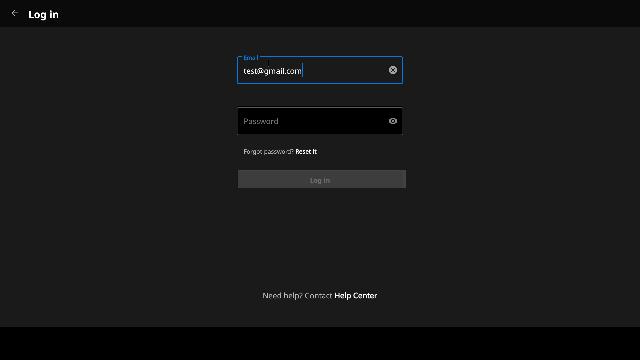 Log in
Email
test@gmail.com
Password
Forgot password? Reset it
Log in
Need help? Contact Help Center